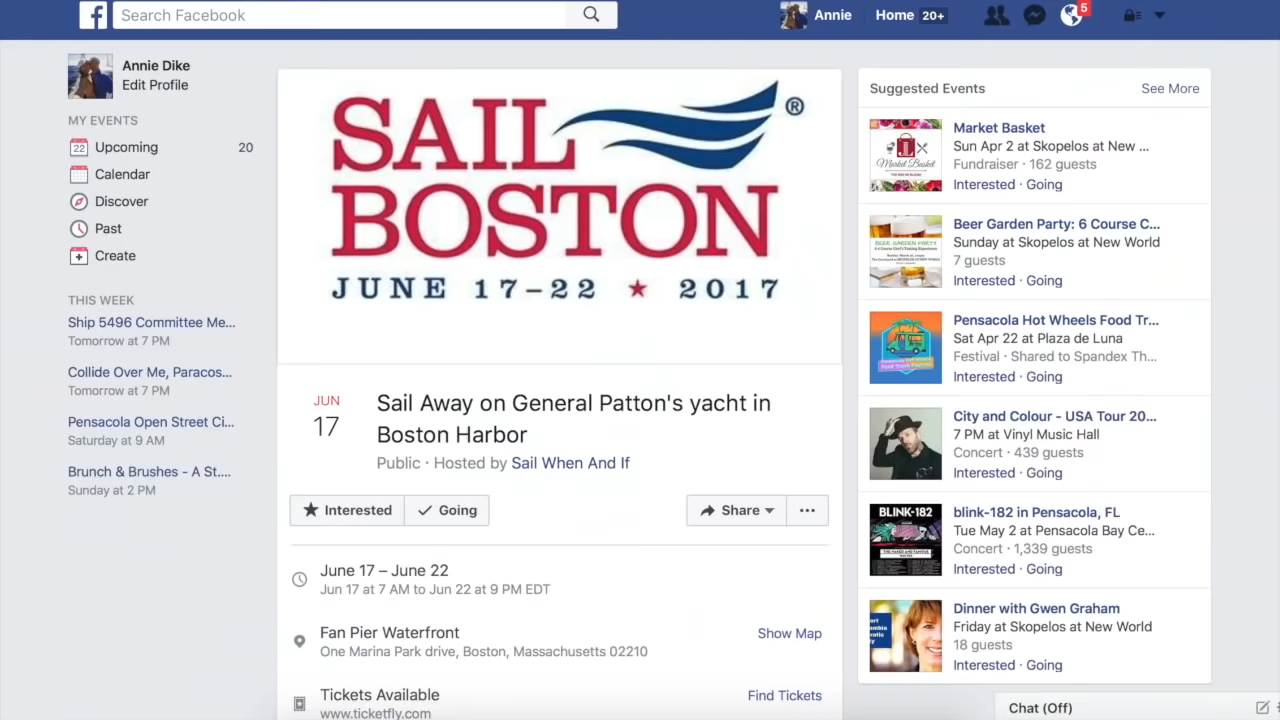 Search Facebook
Annie
Home 20+
5
Annie Dike
Edit Profile
MY EVENTS
22 Upcoming 20
Calendar
Discover
Past
Create
THIS WEEK
Ship 5496 Committee Me...
Tomorrow at 7 PM
Collide Over Me, Paracos...
Tomorrow at 7 PM
Pensacola Open Street Ci...
Saturday at 9 AM
Brunch & Brushes - A St....
Sunday at 2 PM
SAIL ®
BOSTON
JUNE 17-22 ★ 2017
JUN
17
Sail Away on General Patton's yacht in
Boston Harbor
Public · Hosted by Sail When And If
Interested
Going
Share
June 17 – June 22
Jun 17 at 7 AM to Jun 22 at 9 PM EDT
Fan Pier Waterfront
Show Map
One Marina Park drive, Boston, Massachusetts 02210
Tickets Available
Find Tickets
www.ticketfly.com
Suggested Events
See More
Market Basket
Market Basket
Sun Apr 2 at Skopelos at New ...
Fundraiser · 162 guests
Interested · Going
BEER GARDEN PARTY
Beer Garden Party: 6 Course C...
Sunday at Skopelos at New World
7 guests
Interested · Going
Pensacola Hot Wheels Food Tr...
Sat Apr 22 at Plaza de Luna
Festival · Shared to Spandex Th...
Interested · Going
City and Colour - USA Tour 20...
7 PM at Vinyl Music Hall
Concert · 439 guests
Interested · Going
BLINK-182
blink-182 in Pensacola, FL
Tue May 2 at Pensacola Bay Ce...
Concert · 1,339 guests
Interested · Going
Dinner with Gwen Graham
Friday at Skopelos at New World
18 guests
Interested · Going
Chat (Off)